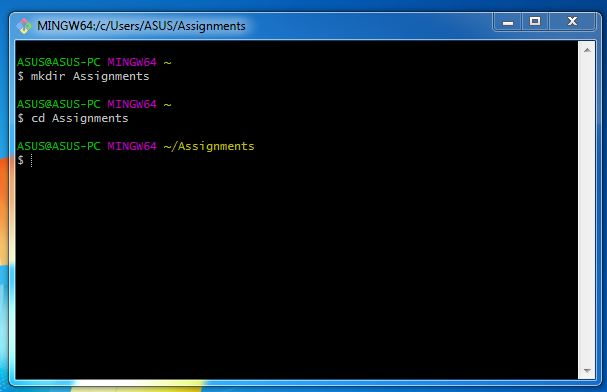 MINGW64:/c/Users/ASUS/Assignments
ASUS@ASUS-PC MINGW64 ~
$ mkdir Assignments
ASUS@ASUS-PC MINGW64 ~
$ cd Assignments
ASUS@ASUS-PC MINGW64 ~/Assignments
$